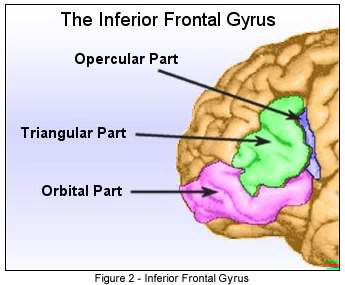 The Inferior Frontal Gyrus
Opercular Part
Triangular Part
Orbital Part
Figure 2 - Inferior Frontal Gyrus